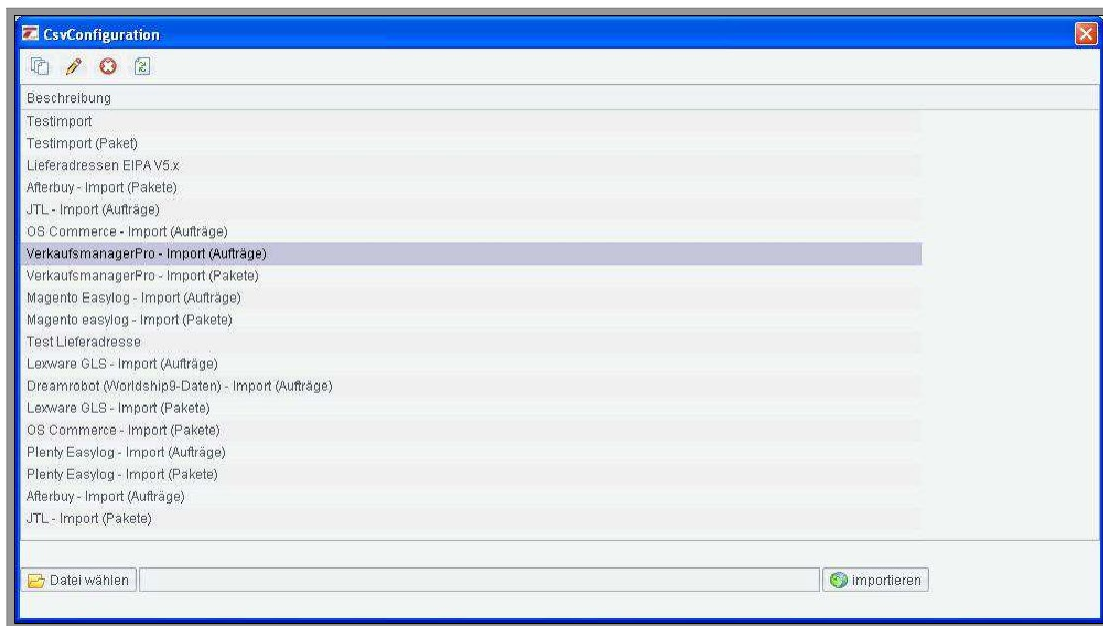 CsvConfiguration
Beschreibung
Testimport
Testimport (Paket)
Lieferadressen EIPA V5.x
Afterbuy - Import (Pakete)
JTL - Import (Aufträge)
OS Commerce - Import (Aufträge)
VerkaufsmanagerPro - Import (Aufträge)
VerkaufsmanagerPro - Import (Pakete)
Magento Easylog - Import (Aufträge)
Magento easylog - Import (Pakete)
Test Lieferadresse
Lexware GLS - Import (Aufträge)
Dreamrobot (Worldship9-Daten) - Import (Aufträge)
Lexware GLS - Import (Pakete)
OS Commerce - Import (Pakete)
Plenty Easylog - Import (Aufträge)
Plenty Easylog - Import (Pakete)
Afterbuy - Import (Aufträge)
JTL - Import (Pakete)
Datei wählen importieren